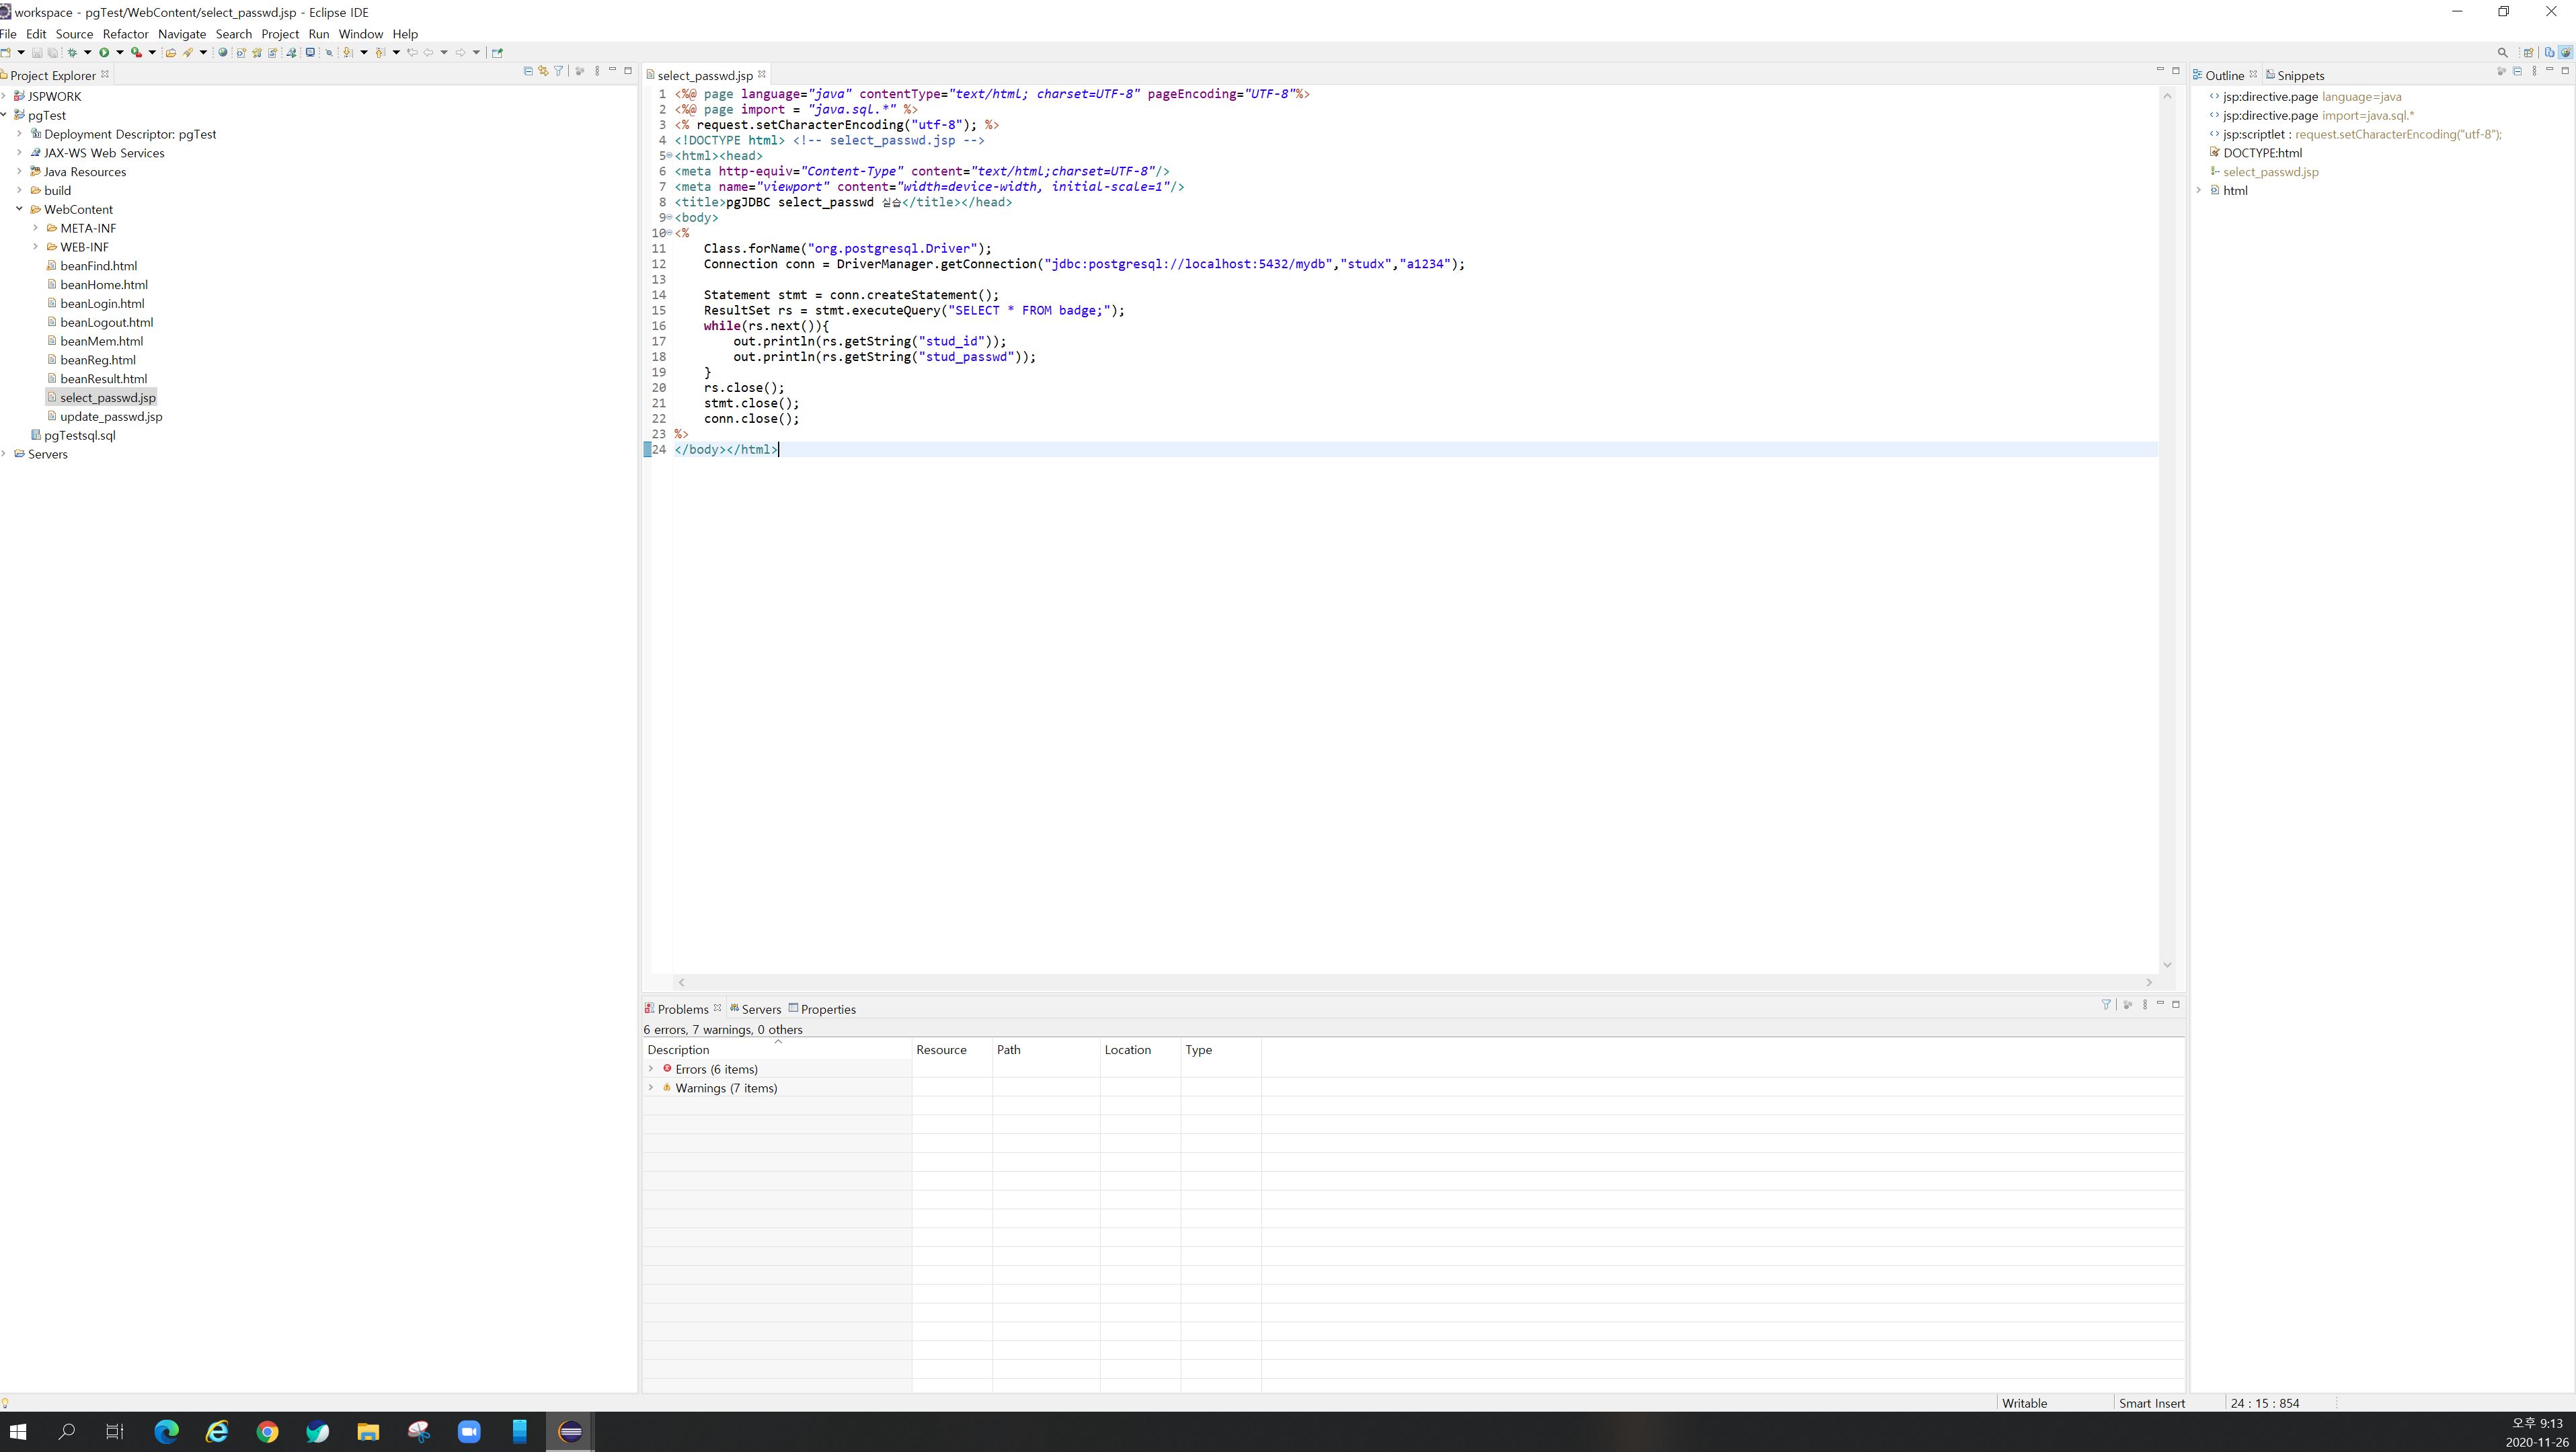 workspace - pgTest/WebContent/select_passwd.jsp - Eclipse IDE
File Edit Source Refactor Navigate Search Project Run Window Help
Project Explorer
JSPWORK
pgTest
Deployment Descriptor: pgTest
JAX-WS Web Services
Java Resources
build
WebContent
META-INF
WEB-INF
beanFind.html
beanHome.html
beanLogin.html
beanLogout.html
beanMem.html
beanReg.html
beanResult.html
select_passwd.jsp
update_passwd.jsp
pgTestsql.sql
Servers
select_passwd.jsp
1 <%@ page language="java" contentType="text/html; charset=UTF-8" pageEncoding="UTF-8"%>
2 <%@ page import = "java.sql.*" %>
3 <% request.setCharacterEncoding("utf-8"); %>
4 <!DOCTYPE html> <!-- select_passwd.jsp -->
5 <html><head>
6 <meta http-equiv="Content-Type" content="text/html;charset=UTF-8"/>
7 <meta name="viewport" content="width=device-width, initial-scale=1"/>
8 <title>pgJDBC select_passwd 실습</title></head>
9 <body>
10 <%
11 Class.forName("org.postgresql.Driver");
12 Connection conn = DriverManager.getConnection("jdbc:postgresql://localhost:5432/mydb","studx","a1234");
13
14 Statement stmt = conn.createStatement();
15 ResultSet rs = stmt.executeQuery("SELECT * FROM badge;");
16 while(rs.next()){
17 out.println(rs.getString("stud_id"));
18 out.println(rs.getString("stud_passwd"));
19 }
20 rs.close();
21 stmt.close();
22 conn.close();
23 %>
24 </body></html>
Outline Snippets
jsp:directive.page language=java
jsp:directive.page import=java.sql.*
jsp:scriptlet : request.setCharacterEncoding("utf-8");
DOCTYPE:html
select_passwd.jsp
html
Problems Servers Properties
6 errors, 7 warnings, 0 others
Description Resource Path Location Type
Errors (6 items)
Warnings (7 items)
Writable Smart Insert 24 : 15 : 854
오후 9:13
2020-11-26